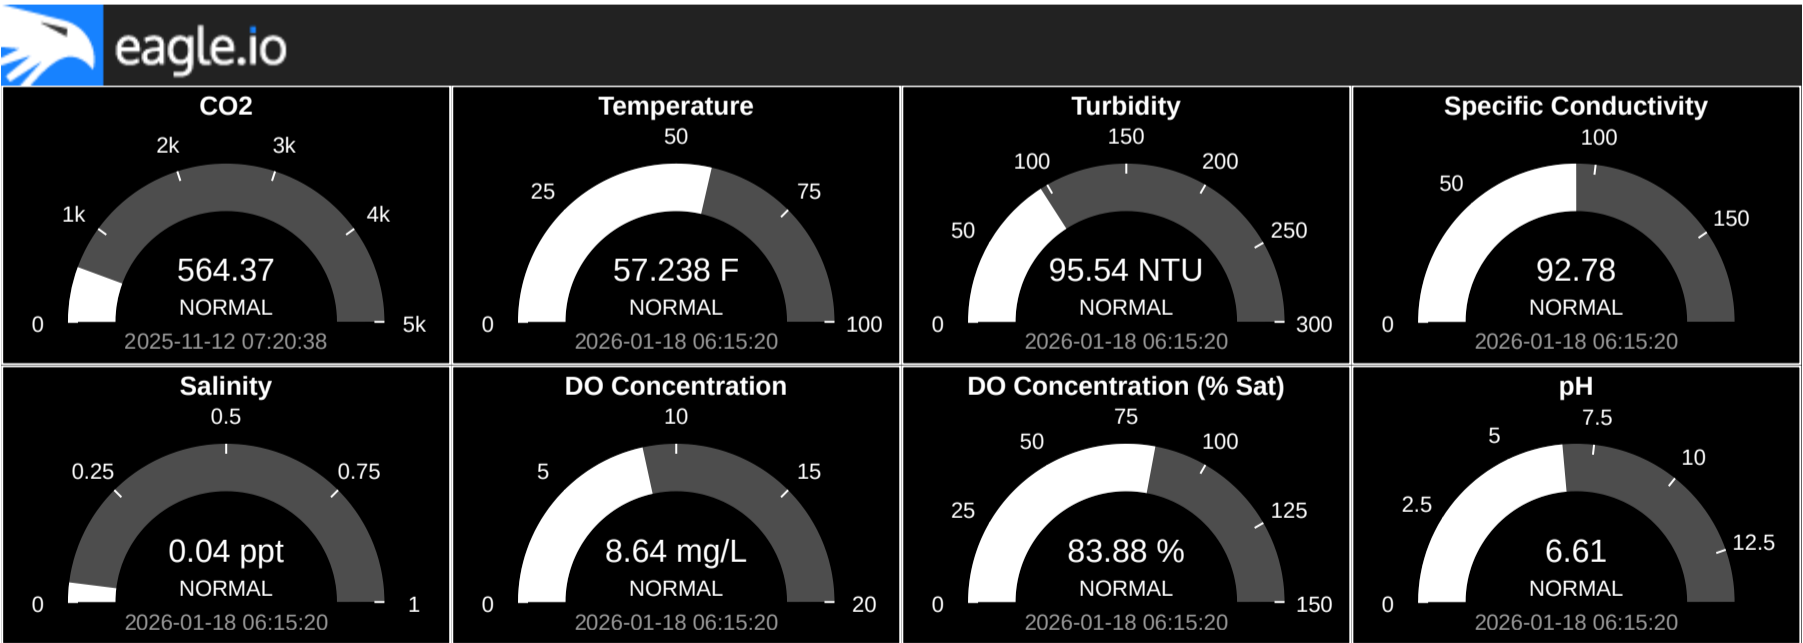 eagle.io
CO2
2k 3k
1k 4k
564.37
NORMAL
0 5k
2025-11-12 07:20:38
Temperature
50
25 75
57.238 F
NORMAL
0 100
2026-01-18 06:15:20
Turbidity
150
100 200
50 250
95.54 NTU
NORMAL
0 300
2026-01-18 06:15:20
Specific Conductivity
100
50
150
92.78
NORMAL
0
2026-01-18 06:15:20
Salinity
0.5
0.25 0.75
0.04 ppt
NORMAL
0 1
2026-01-18 06:15:20
DO Concentration
10
5 15
8.64 mg/L
NORMAL
0 20
2026-01-18 06:15:20
DO Concentration (% Sat)
75
50 100
25 125
83.88 %
NORMAL
0 150
2026-01-18 06:15:20
pH
7.5
5
10
2.5
12.5
6.61
NORMAL
0
2026-01-18 06:15:20